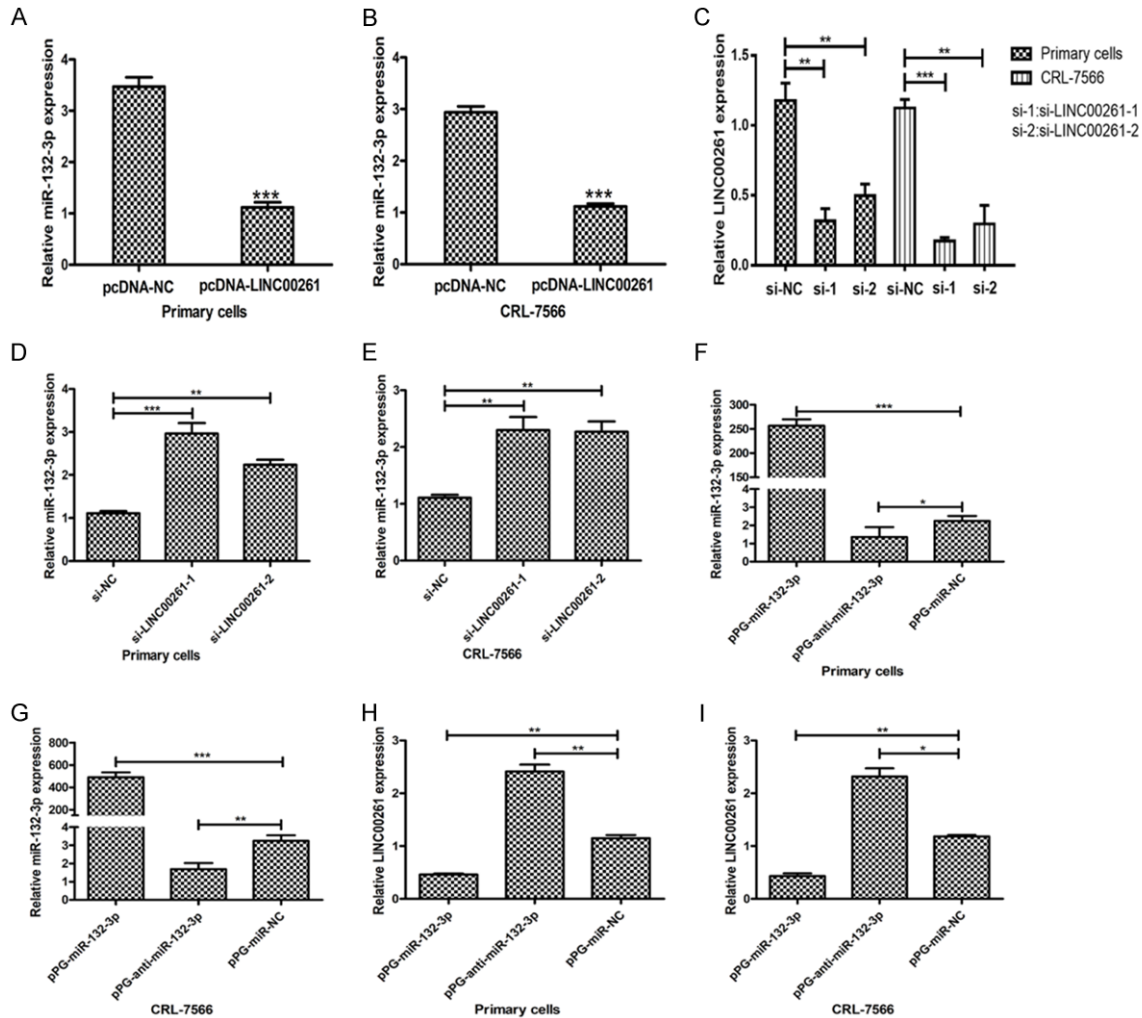 A
Relative miR-132-3p expression
4
3
2
1
0
***
pcDNA-NC pcDNA-LINC00261
Primary cells
B
Relative miR-132-3p expression
4
3
2
1
0
***
pcDNA-NC pcDNA-LINC00261
CRL-7566
C
Relative LINC00261 expression
1.5
1.0
0.5
0.0
** **
** ***
si-NC si-1 si-2 si-NC si-1 si-2
Primary cells
CRL-7566
si-1:si-LINC00261-1
si-2:si-LINC00261-2
D
Relative miR-132-3p expression
4
3
2
1
0
**
***
si-NC
si-LINC00261-1
si-LINC00261-2
Primary cells
E
Relative miR-132-3p expression
3
2
1
0
**
**
si-NC
si-LINC00261-1
si-LINC00261-2
CRL-7566
F
Relative miR-132-3p expression
300
250
200
150
4
3
2
1
0
***
*
pPG-miR-132-3p
pPG-anti-miR-132-3p
pPG-miR-NC
Primary cells
G
Relative miR-132-3p expression
800
600
400
200
4
3
2
1
0
***
**
pPG-miR-132-3p
pPG-anti-miR-132-3p
pPG-miR-NC
CRL-7566
H
Relative LINC00261 expression
3
2
1
0
**
**
pPG-miR-132-3p
pPG-anti-miR-132-3p
pPG-miR-NC
Primary cells
I
Relative LINC00261 expression
3
2
1
0
**
*
pPG-miR-132-3p
pPG-anti-miR-132-3p
pPG-miR-NC
CRL-7566